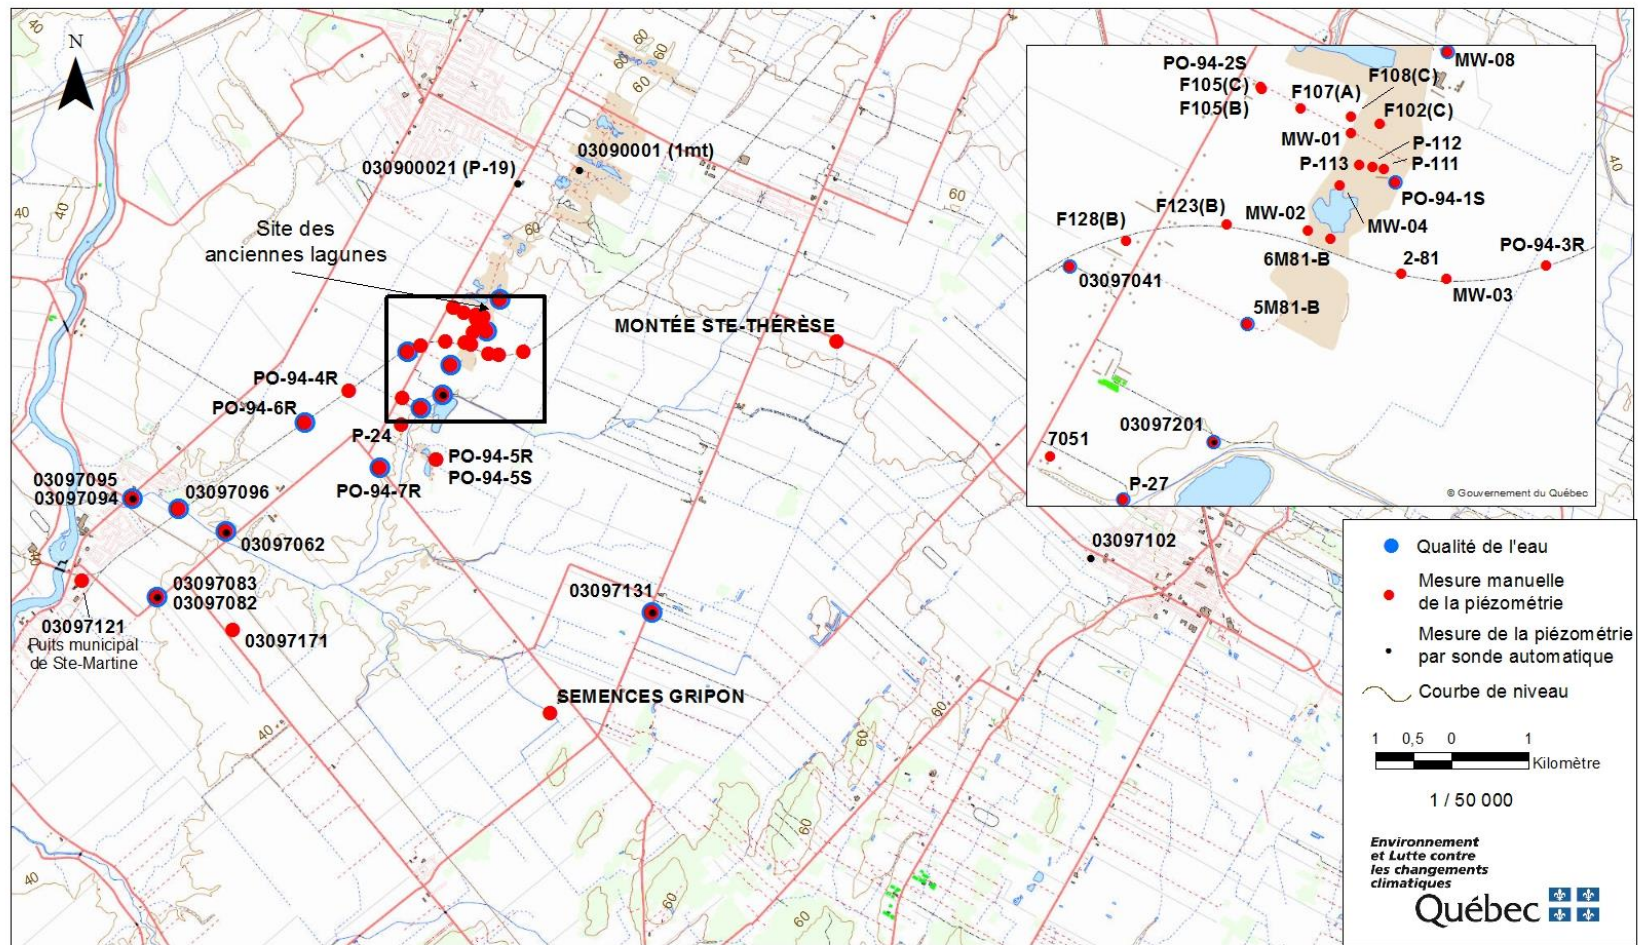 N
030900021 (P-19)
03090001 (1mt)
Site des
anciennes lagunes
MONTÉE STE-THÉRÈSE
PO-94-4R
PO-94-6R
P-24
PO-94-5R
PO-94-5S
PO-94-7R
03097095
03097094
03097096
03097062
03097083
03097082
03097121
Puits municipal
de Ste-Martine
03097171
03097131
SEMENCES GRIPON
03097102
40
40
40
60
60
60
60
60
40
40
40
40
60
60
60
60
60
PO-94-2S
F105(C)
F105(B)
F107(A)
F108(C)
F102(C)
MW-08
MW-01
P-112
P-113
P-111
PO-94-1S
MW-02
MW-04
F128(B)
F123(B)
6M81-B
2-81
PO-94-3R
MW-03
03097041
5M81-B
03097201
7051
P-27
© Gouvernement du Québec
Qualité de l'eau
Mesure manuelle
de la piézométrie
Mesure de la piézométrie
par sonde automatique
Courbe de niveau
1 0,5 0 1
Kilomètre
1 / 50 000
Environnement
et Lutte contre
les changements
climatiques
Québec